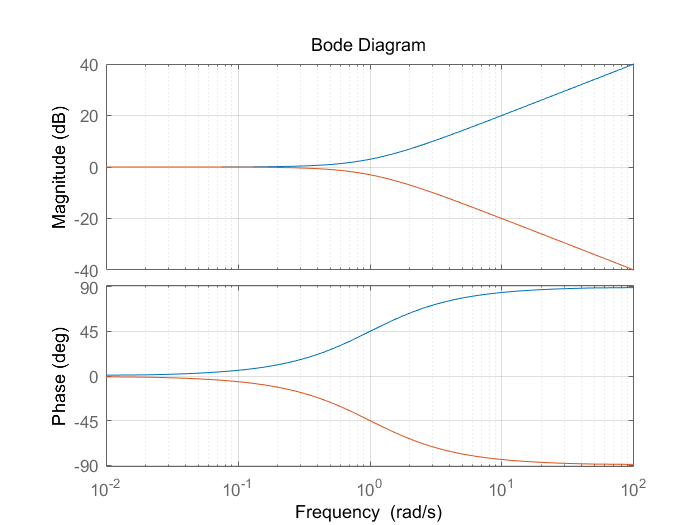 Bode Diagram
Magnitude (dB)
40
20
0
-20
-40
Phase (deg)
90
45
0
-45
-90
10^-2 10^-1 10^0 10^1 10^2
Frequency (rad/s)